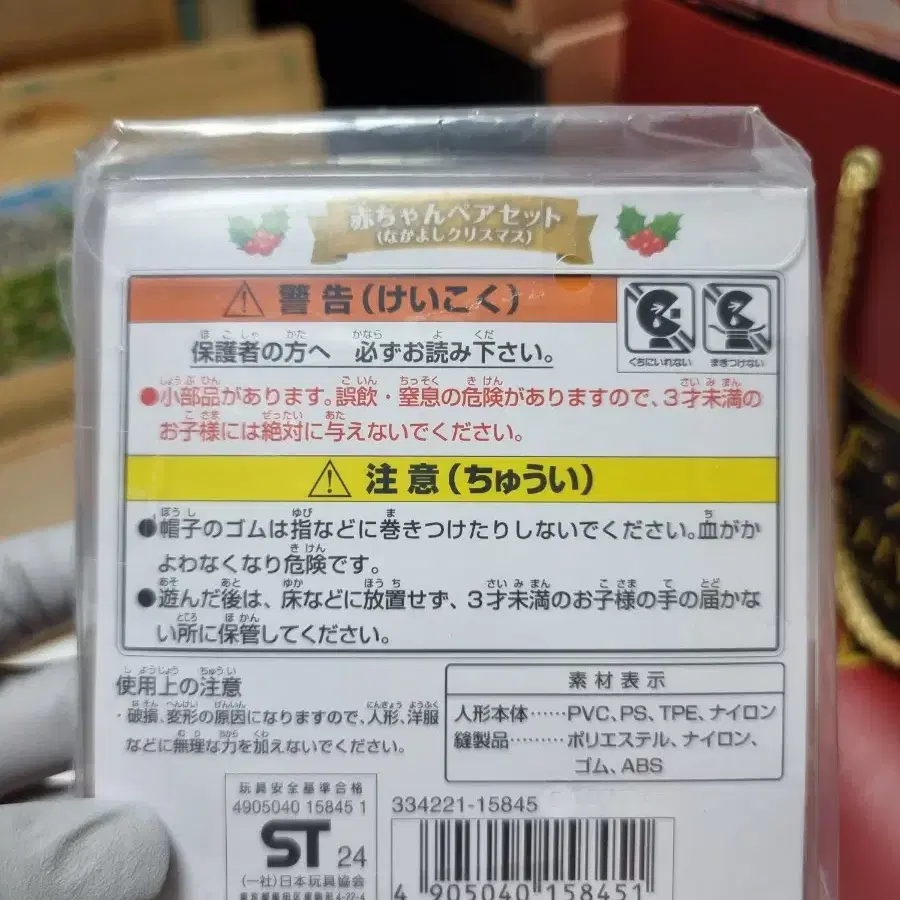 赤ちゃんペアセット
(なかよしクリスマス)
警告(けいこく)
くちにいれない
まきつけない
保護者の方へ 必ずお読み下さい。
●小部品があります。誤飲・窒息の危険がありますので、3才未満の
お子様には絶対に与えないでください。
注意(ちゅうい)
●帽子のゴムは指などに巻きつけたりしないでください。血がか
よわなくなり危険です。
●遊んだ後は、床などに放置せず、3才未満のお子様の手の届かな
い所に保管してください。
使用上の注意
・破損、変形の原因になりますので、人形、洋服
などに無理な力を加えないでください。
素材表示
人形本体……PVC、PS、TPE、ナイロン
縫製品………ポリエステル、ナイロン、
ゴム、ABS
玩具安全基準合格
4905040 15845 1
ST 24
(一社)日本玩具協会
334221-15845
4 905040 158451